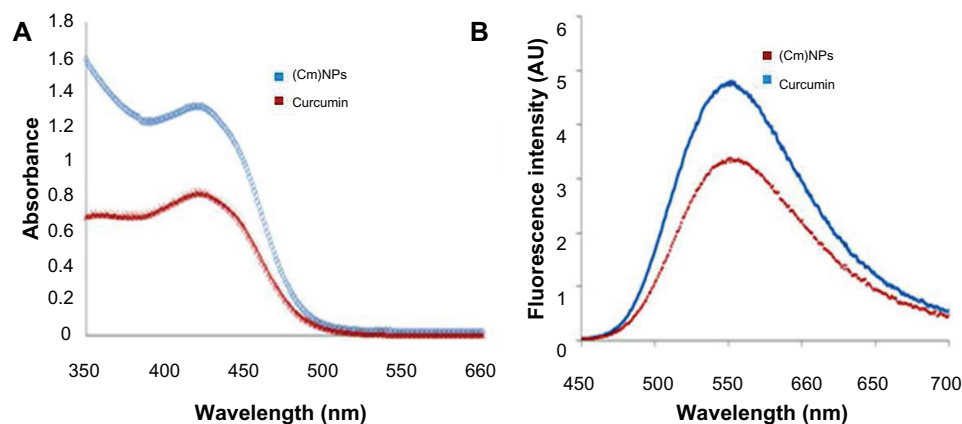 A
Absorbance
1.8
1.6
1.4
1.2
1
0.8
0.6
0.4
0.2
0
(Cm)NPs
Curcumin
350 400 450 500 550 660
Wavelength (nm)
B
Fluorescence intensity (AU)
6
5
4
3
2
1
0
(Cm)NPs
Curcumin
450 500 550 660 650 700
Wavelength (nm)